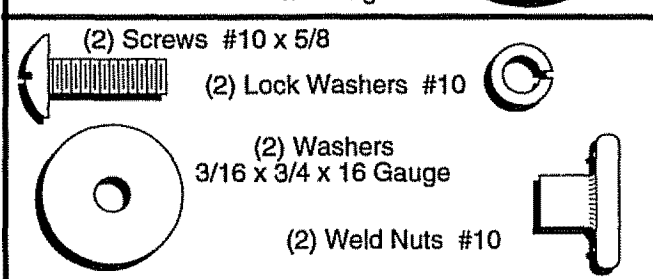 (2) Screws #10 x 5/8
(2) Lock Washers #10
(2) Washers
3/16 x 3/4 x 16 Gauge
(2) Weld Nuts #10